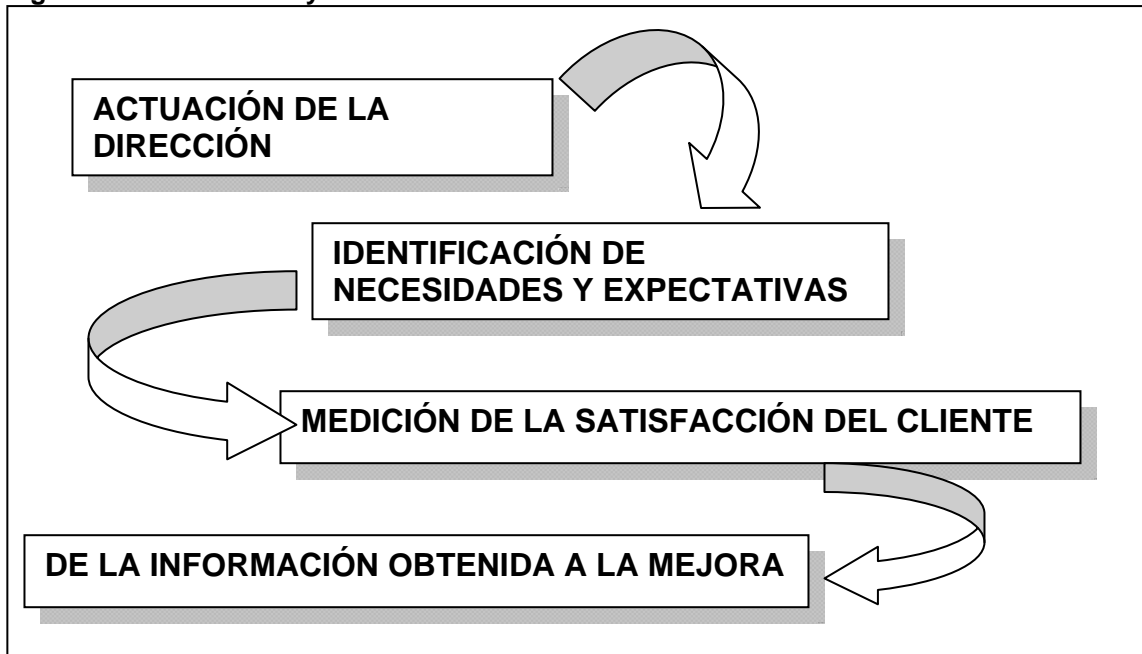 ACTUACIÓN DE LA
DIRECCIÓN
IDENTIFICACIÓN DE
NECESIDADES Y EXPECTATIVAS
MEDICIÓN DE LA SATISFACCIÓN DEL CLIENTE
DE LA INFORMACIÓN OBTENIDA A LA MEJORA